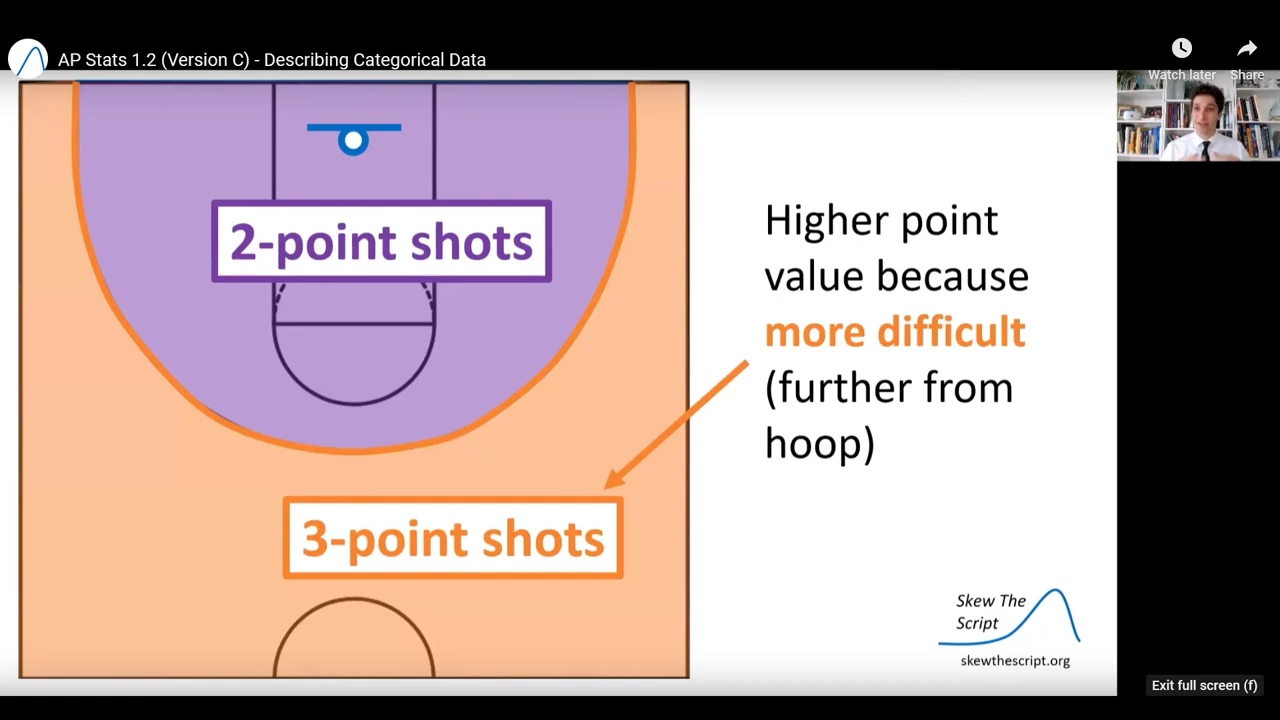 AP Stats 1.2 (Version C) - Describing Categorical Data
Watch later
Share
2-point shots
Higher point
value because
more difficult
(further from
hoop)
3-point shots
Skew The
Script
skewthescript.org
Exit full screen (f)